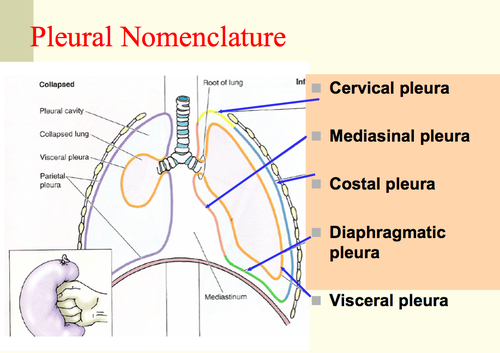 Pleural Nomenclature
Collapsed
Root of lung
Inf
Pleural cavity
Collapsed lung
Visceral pleura
Parietal
pleura
Mediastinum
Cervical pleura
Mediasinal pleura
Costal pleura
Diaphragmatic
pleura
Visceral pleura